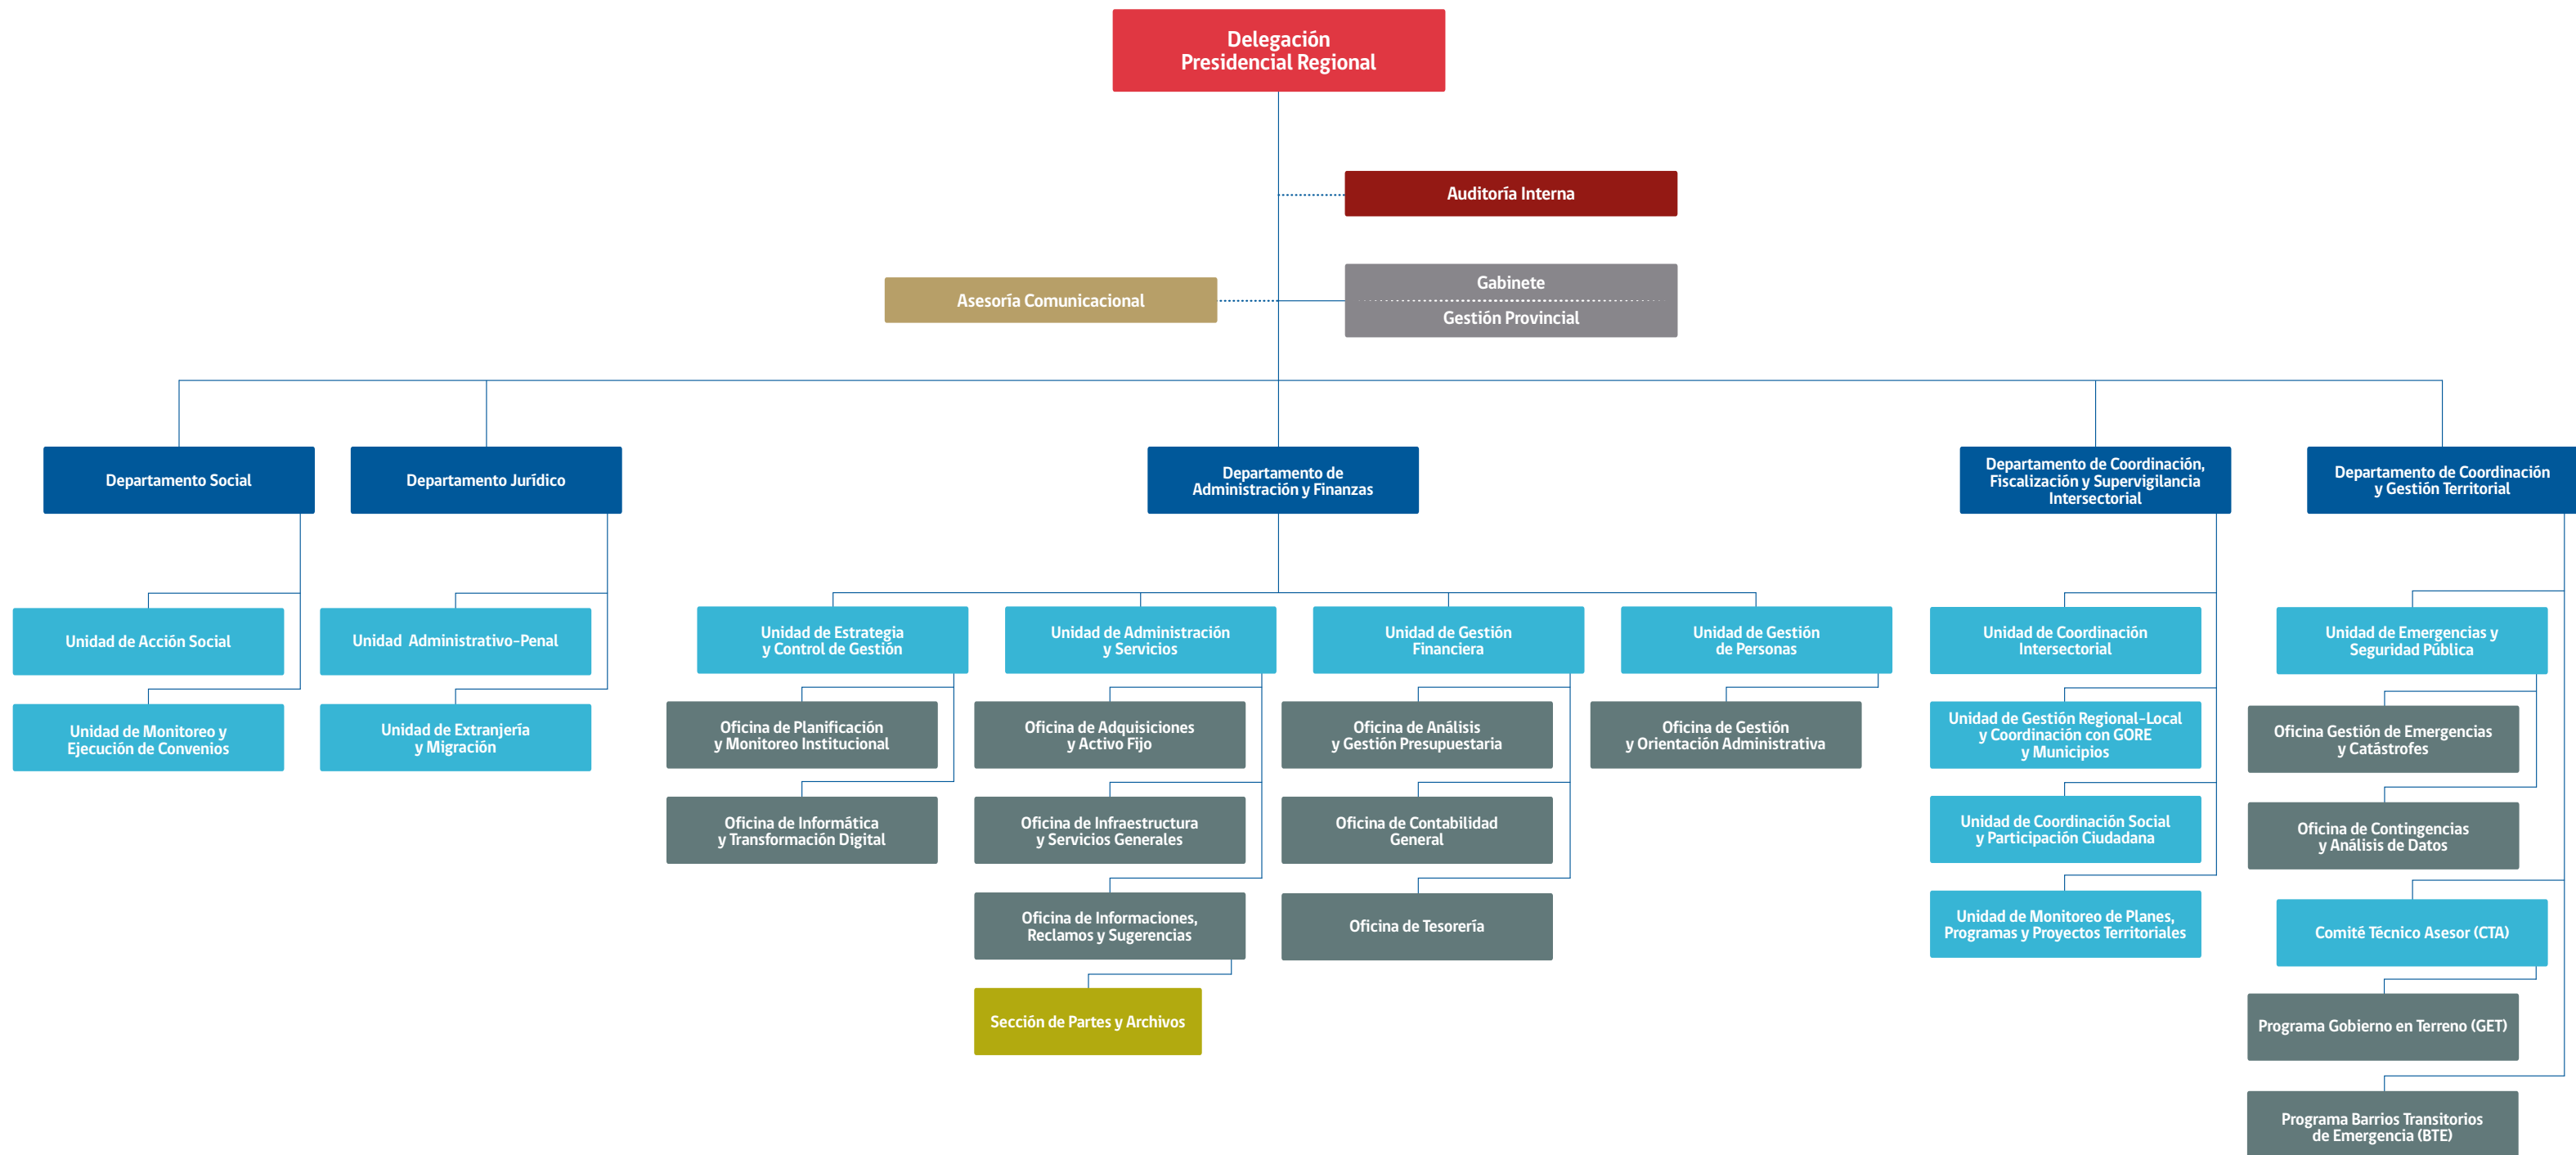 Delegación
Presidencial Regional
Auditoría Interna
Asesoría Comunicacional
Gabinete
Gestión Provincial
Departamento Social
Departamento Jurídico
Departamento de
Administración y Finanzas
Departamento de Coordinación,
Fiscalización y Supervigilancia
Intersectorial
Departamento de Coordinación
y Gestión Territorial
Unidad de Acción Social
Unidad de Monitoreo y
Ejecución de Convenios
Unidad Administrativo-Penal
Unidad de Extranjería
y Migración
Unidad de Estrategia
y Control de Gestión
Oficina de Planificación
y Monitoreo Institucional
Oficina de Informática
y Transformación Digital
Unidad de Administración
y Servicios
Oficina de Adquisiciones
y Activo Fijo
Oficina de Infraestructura
y Servicios Generales
Oficina de Informaciones,
Reclamos y Sugerencias
Sección de Partes y Archivos
Unidad de Gestión
Financiera
Oficina de Análisis
y Gestión Presupuestaria
Oficina de Contabilidad
General
Oficina de Tesorería
Unidad de Gestión
de Personas
Oficina de Gestión
y Orientación Administrativa
Unidad de Coordinación
Intersectorial
Unidad de Gestión Regional-Local
y Coordinación con GORE
y Municipios
Unidad de Coordinación Social
y Participación Ciudadana
Unidad de Monitoreo de Planes,
Programas y Proyectos Territoriales
Unidad de Emergencias y
Seguridad Pública
Oficina Gestión de Emergencias
y Catástrofes
Oficina de Contingencias
y Análisis de Datos
Comité Técnico Asesor (CTA)
Programa Gobierno en Terreno (GET)
Programa Barrios Transitorios
de Emergencia (BTE)